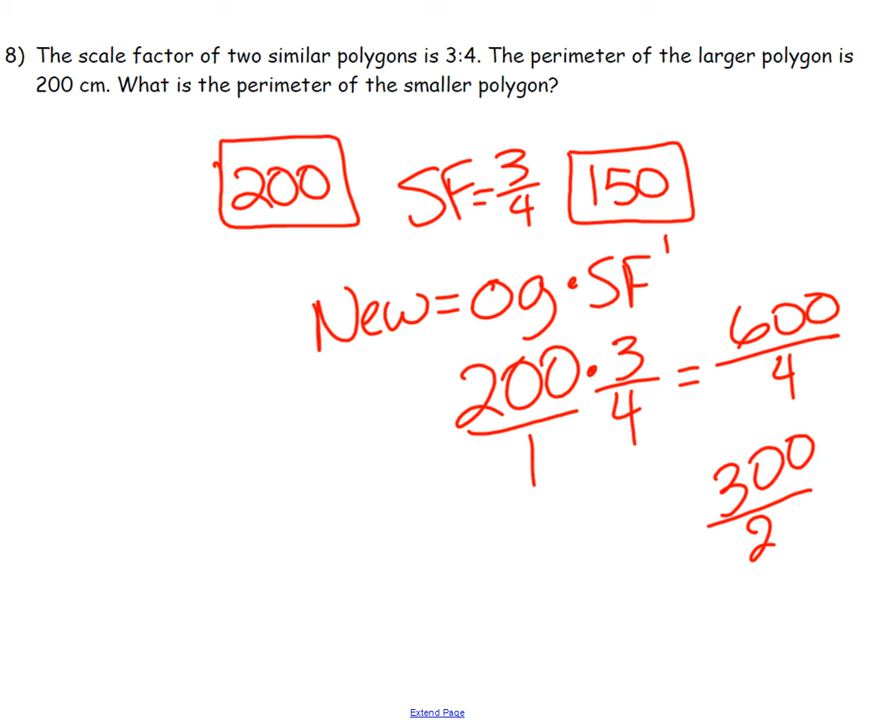 8) The scale factor of two similar polygons is 3:4. The perimeter of the larger polygon is
200 cm. What is the perimeter of the smaller polygon?
200 SF = 3/4 150
New = Og · SF¹
200/1 · 3/4 = 600/4
300/2
Extend Page